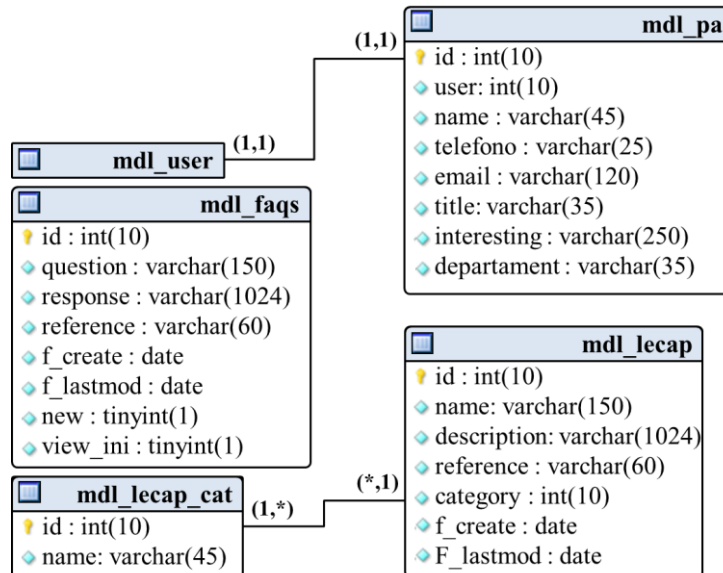 mdl_pa
id : int(10)
user: int(10)
name : varchar(45)
telefono : varchar(25)
email : varchar(120)
title: varchar(35)
interesting : varchar(250)
departament : varchar(35)
(1,1)
(1,1)
mdl_user
mdl_faqs
id : int(10)
question : varchar(150)
response : varchar(1024)
reference : varchar(60)
f_create : date
f_lastmod : date
new : tinyint(1)
view_ini : tinyint(1)
mdl_lecap
id : int(10)
name: varchar(150)
description: varchar(1024)
reference : varchar(60)
category : int(10)
f_create : date
F_lastmod : date
(*,1)
(1,*)
mdl_lecap_cat
id : int(10)
name: varchar(45)